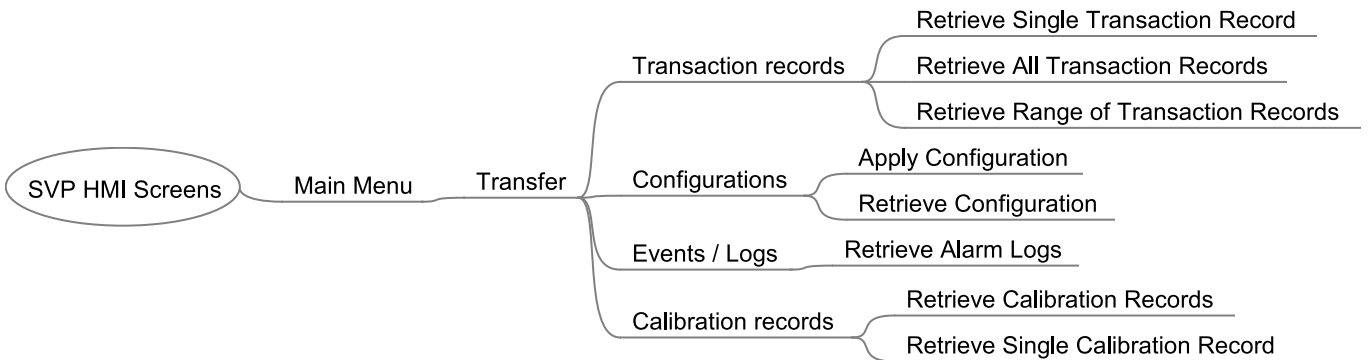 SVP HMI Screens
Main Menu
Transfer
Transaction records
Retrieve Single Transaction Record
Retrieve All Transaction Records
Retrieve Range of Transaction Records
Configurations
Apply Configuration
Retrieve Configuration
Events / Logs
Retrieve Alarm Logs
Calibration records
Retrieve Calibration Records
Retrieve Single Calibration Record